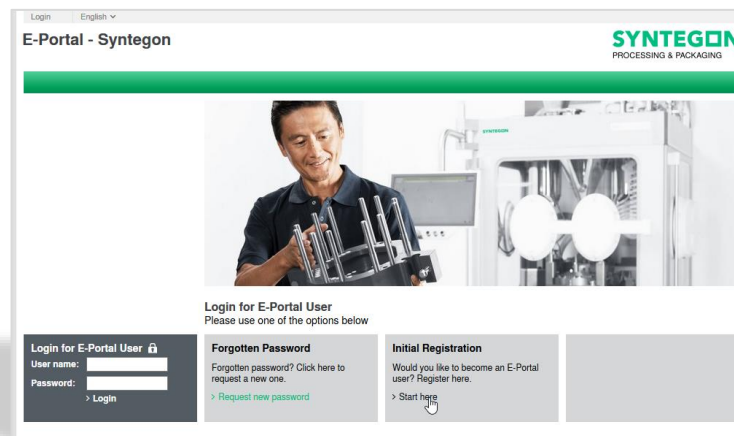 Login English
E-Portal - Syntegon
SYNTEGON
PROCESSING & PACKAGING
SYNTEGON
Login for E-Portal User
Please use one of the options below
Login for E-Portal User
User name:
Password:
> Login
Forgotten Password
Forgotten password? Click here to
request a new one.
> Request new password
Initial Registration
Would you like to become an E-Portal
user? Register here.
> Start here